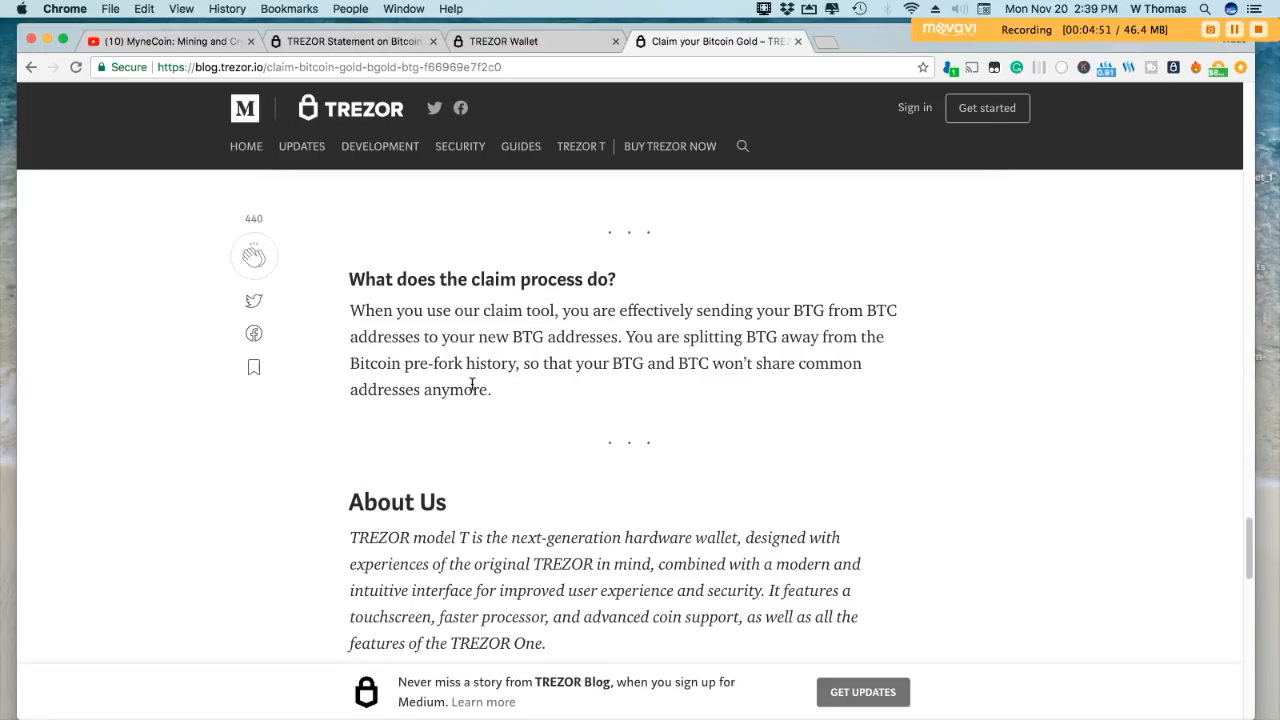 Chrome File Edit View History Bookmarks People Window Help Mon Nov 20 2:39 PM W Thomas
movavi Recording [00:04:51 / 46.4 MB]
(10) MyneCoin: Mining and Cr TREZOR Statement on Bitcoin TREZOR Wallet Claim your Bitcoin Gold – TRE
Secure https://blog.trezor.io/claim-bitcoin-gold-bgold-btg-f66969e7f2c0
1 0.91 $8...
M TREZOR Sign in Get started
HOME UPDATES DEVELOPMENT SECURITY GUIDES TREZOR T BUY TREZOR NOW
440
What does the claim process do?
When you use our claim tool, you are effectively sending your BTG from BTC
addresses to your new BTG addresses. You are splitting BTG away from the
Bitcoin pre-fork history, so that your BTG and BTC won’t share common
addresses anymore.
About Us
TREZOR model T is the next-generation hardware wallet, designed with
experiences of the original TREZOR in mind, combined with a modern and
intuitive interface for improved user experience and security. It features a
touchscreen, faster processor, and advanced coin support, as well as all the
features of the TREZOR One.
Never miss a story from TREZOR Blog, when you sign up for
Medium. Learn more
GET UPDATES